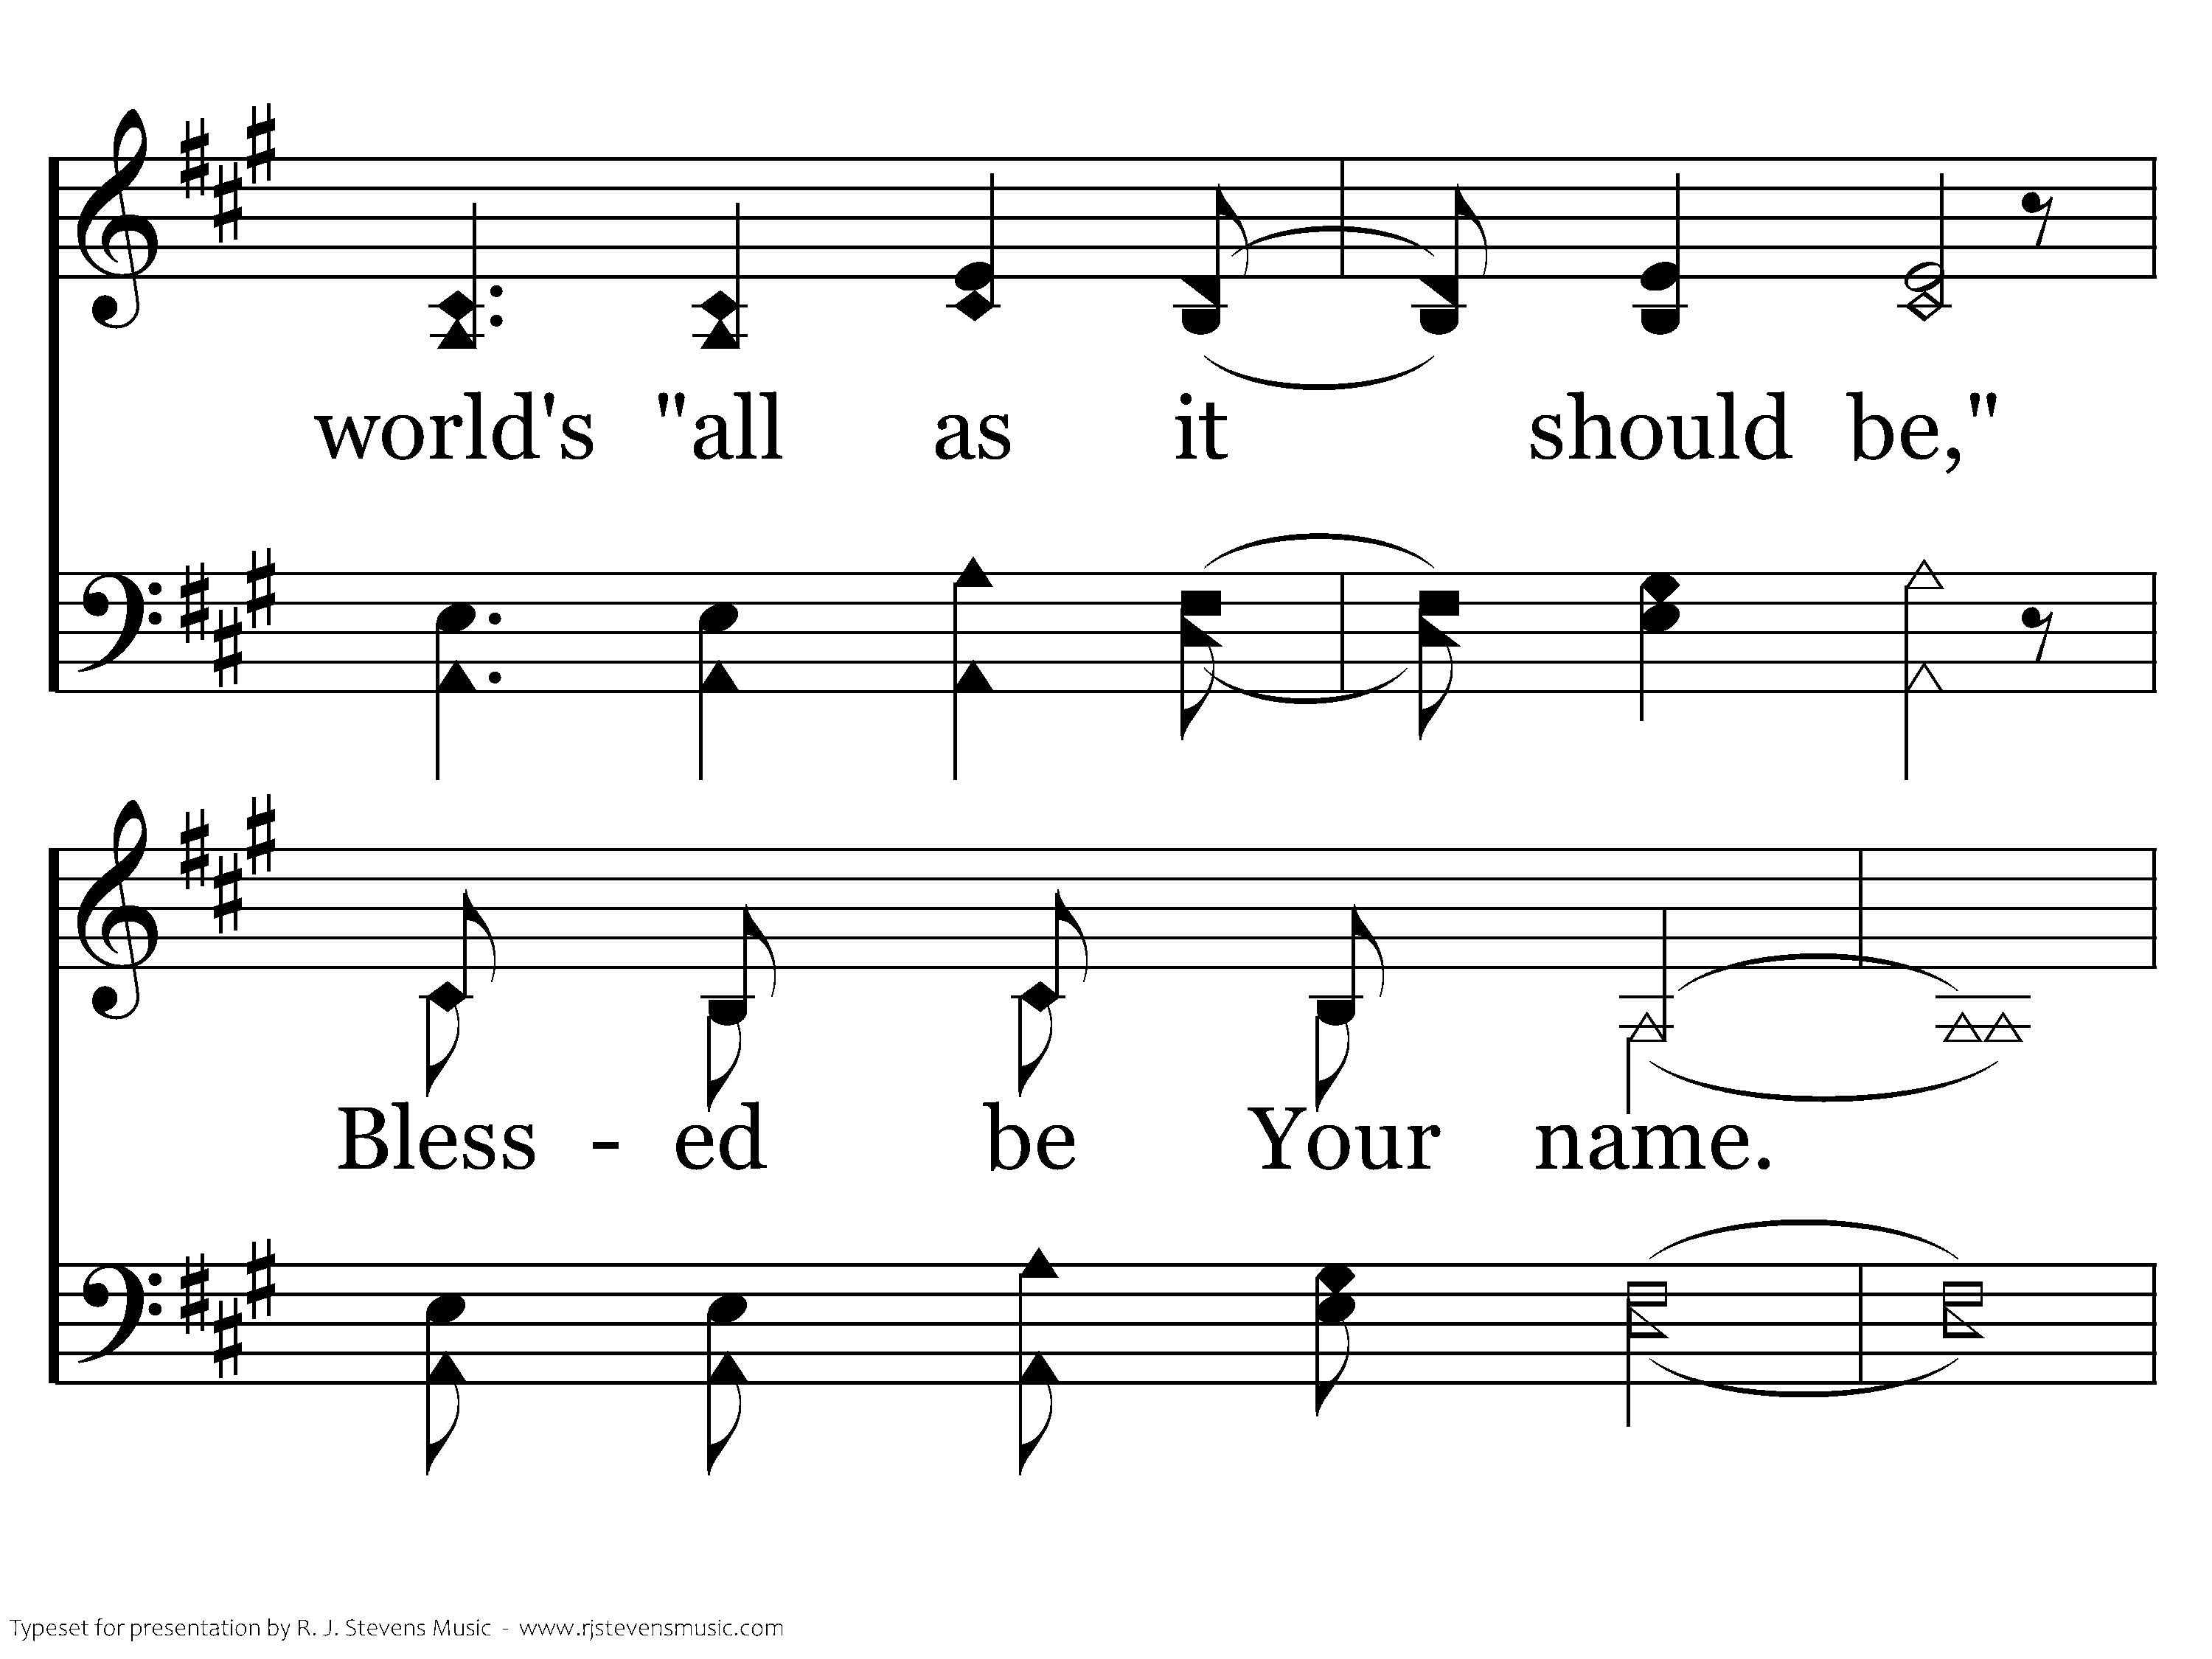 world's "all as it should be,"
Bless - ed be Your name.
Typeset for presentation by R. J. Stevens Music - www.rjstevensmusic.com